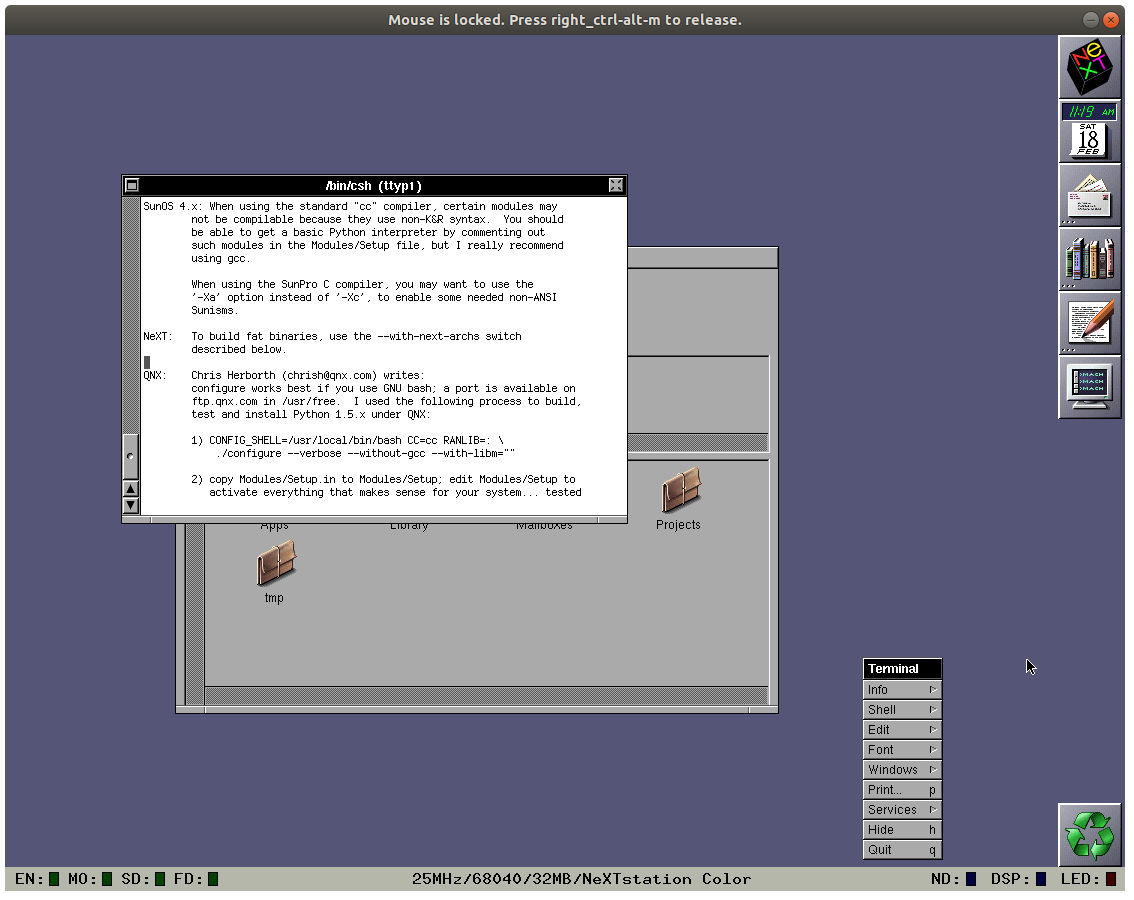 Mouse is locked. Press right_ctrl-alt-m to release.
NeXT
11:19 AM
SAT
18
FEB
/bin/csh (ttyp1)
SunOS 4.x: When using the standard "cc" compiler, certain modules may
not be compilable because they use non-K&R syntax.  You should
be able to get a basic Python interpreter by commenting out
such modules in the Modules/Setup file, but I really recommend
using gcc.
When using the SunPro C compiler, you may want to use the
'-Xa' option instead of '-Xc', to enable some needed non-ANSI
Sunisms.
NeXT:   To build fat binaries, use the --with-next-archs switch
described below.
QNX:    Chris Herborth (chrish@qnx.com) writes:
configure works best if you use GNU bash; a port is available on
ftp.qnx.com in /usr/free.  I used the following process to build,
test and install Python 1.5.x under QNX:
1) CONFIG_SHELL=/usr/local/bin/bash CC=cc RANLIB=: \
./configure --verbose --without-gcc --with-libm=""
2) copy Modules/Setup.in to Modules/Setup; edit Modules/Setup to
activate everything that makes sense for your system... tested
Apps
Library
Mailboxes
Projects
tmp
MACH
MACH
MACH
Terminal
Info
Shell
Edit
Font
Windows
Print... p
Services
Hide h
Quit q
EN: MO: SD: FD:
25MHz/68040/32MB/NeXTstation Color
ND: DSP: LED: